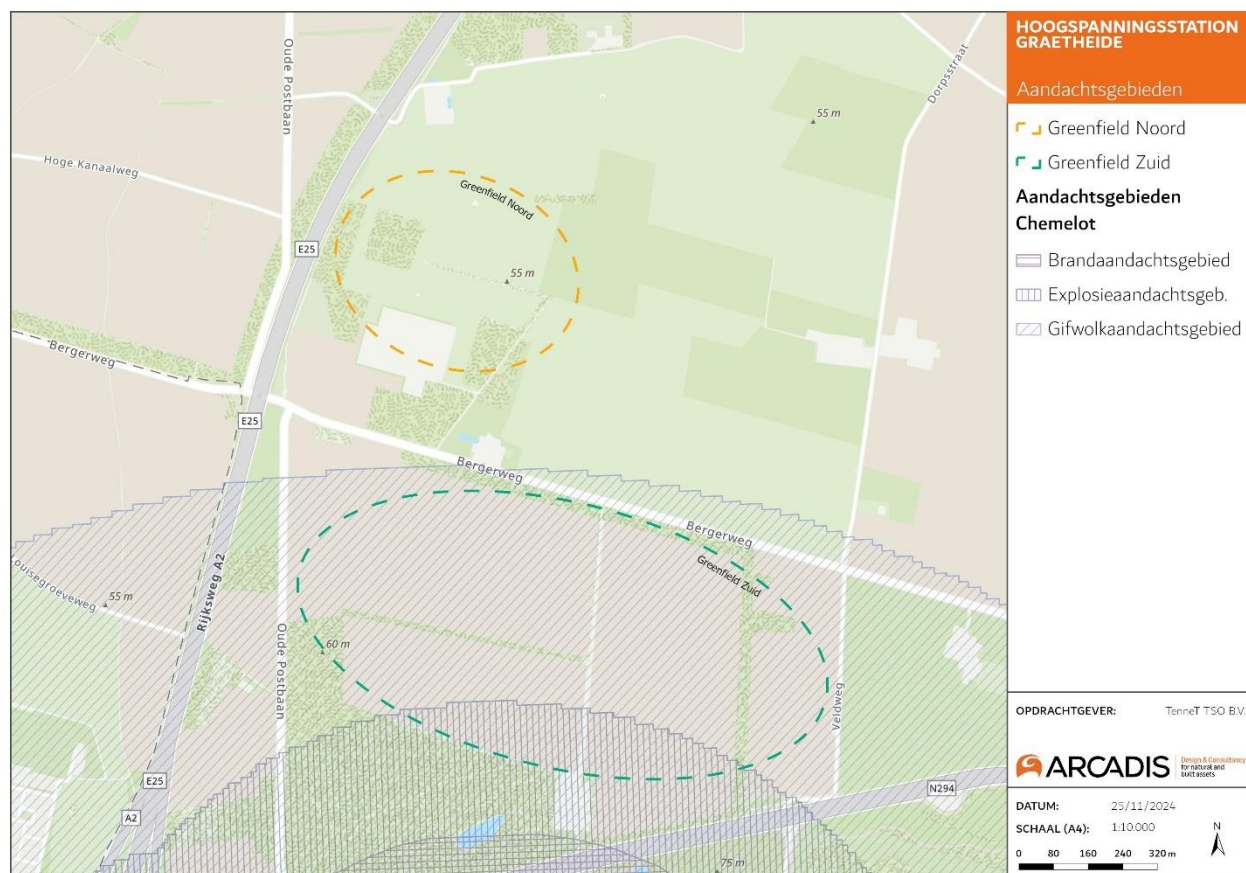 HOOGSPANNINGSSTATION
GRAETHEIDE
Aandachtsgebieden
Greenfield Noord
Greenfield Zuid
Aandachtsgebieden
Chemelot
Brandaandachtsgebied
Explosieaandachtsgeb.
Gifwolkaandachtsgebied
OPDRACHTGEVER: TenneT TSO B.V.
ARCADIS
Design & Consultancy
for natural and
built assets
DATUM: 25/11/2024
SCHAAL (A4): 1:10.000
N
0 80 160 240 320 m
Oude Postbaan
Dorpsstraat
55 m
Hoge Kanaalweg
Greenfield Noord
E25
55 m
Bergerweg
E25
Bergerweg
Bergerweg
Greenfield Zuid
55 m
Rijksweg A2
60 m
Oude Postbaan
Veldweg
E25
N294
A2
75 m